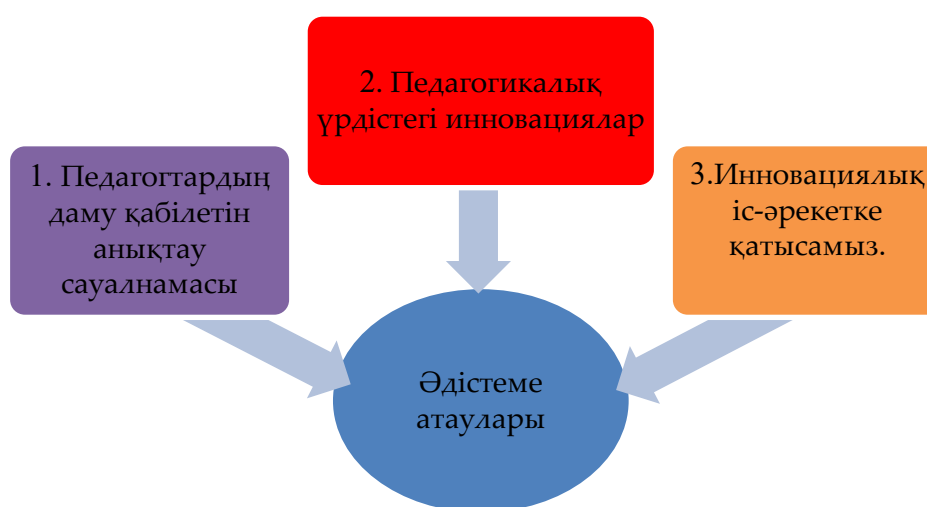 1. Педагогтардың
даму қабілетін
анықтау
сауалнамасы
2. Педагогикалық
үрдістегі инновациялар
3.Инновациялық
іс-әрекетке
қатысамыз.
Әдістеме
атаулары